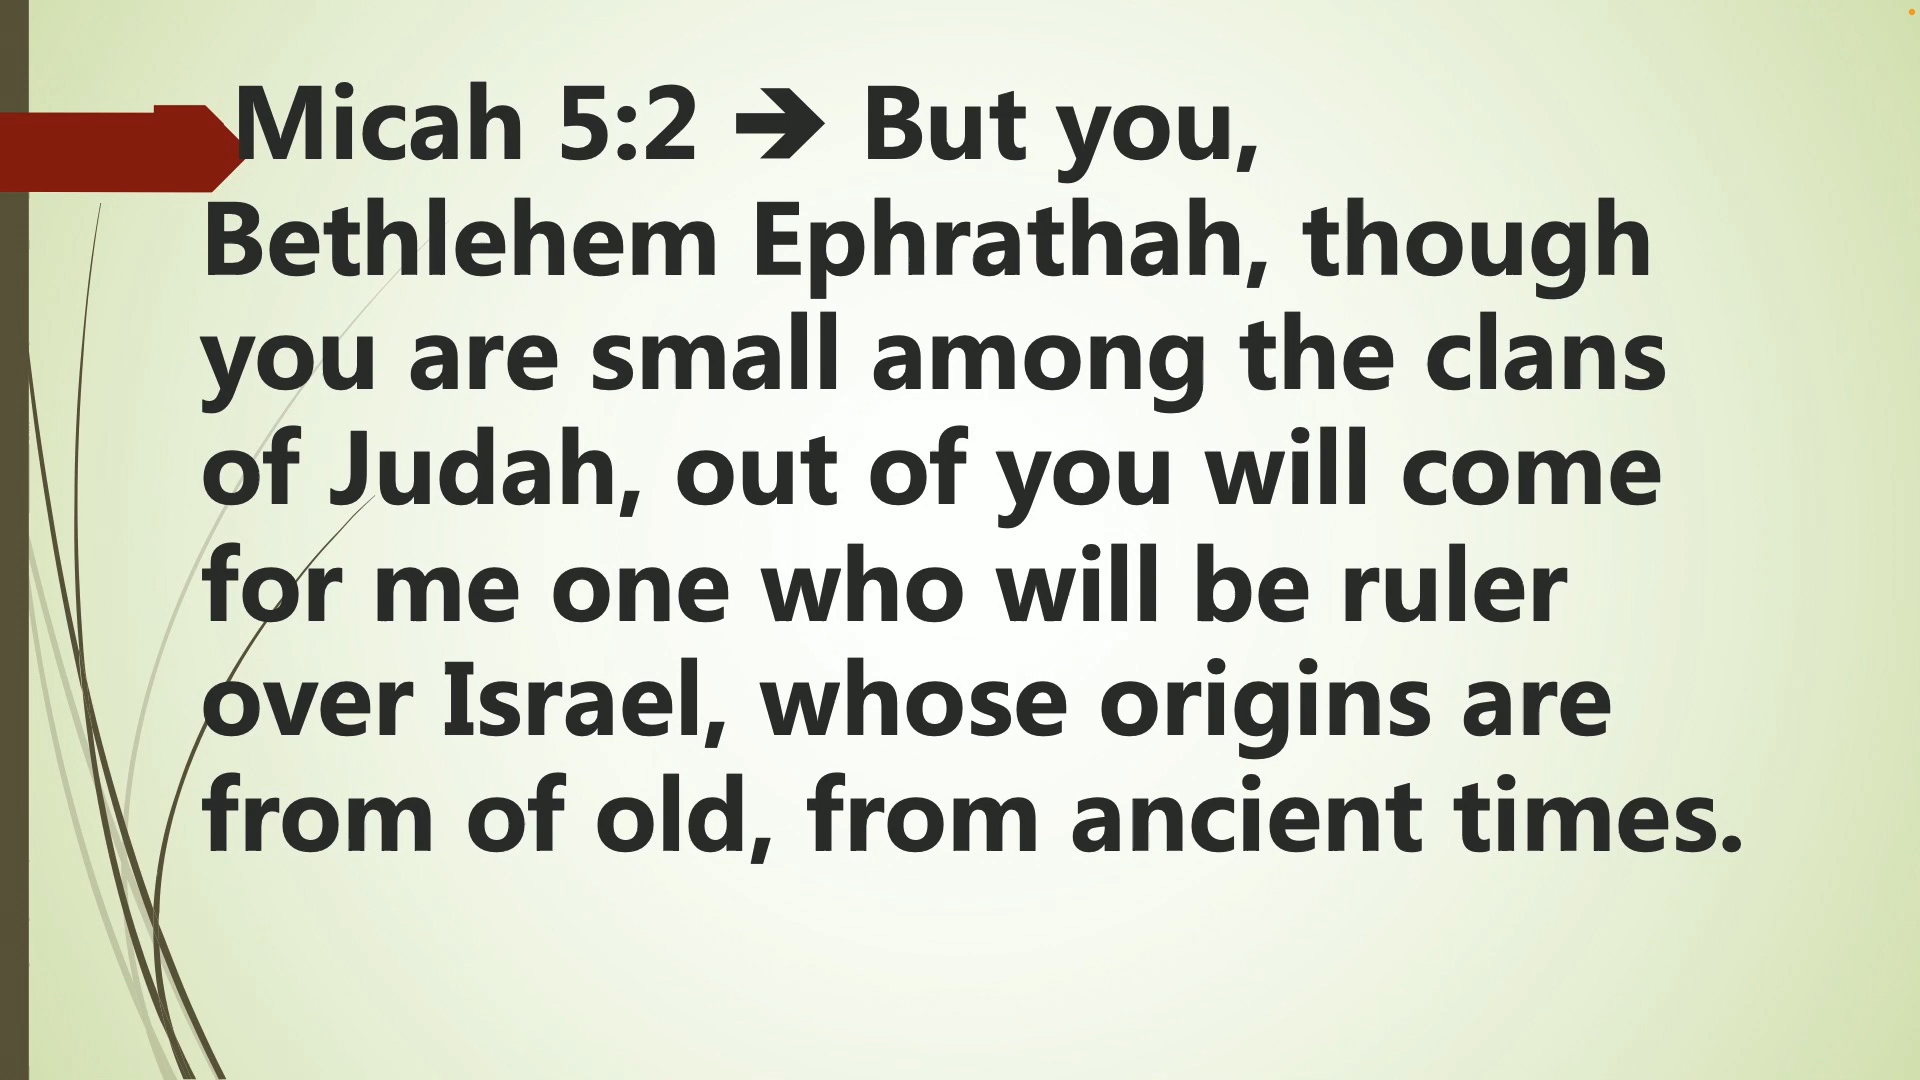 Micah 5:2 ➔ But you,
Bethlehem Ephrathah, though
you are small among the clans
of Judah, out of you will come
for me one who will be ruler
over Israel, whose origins are
from of old, from ancient times.